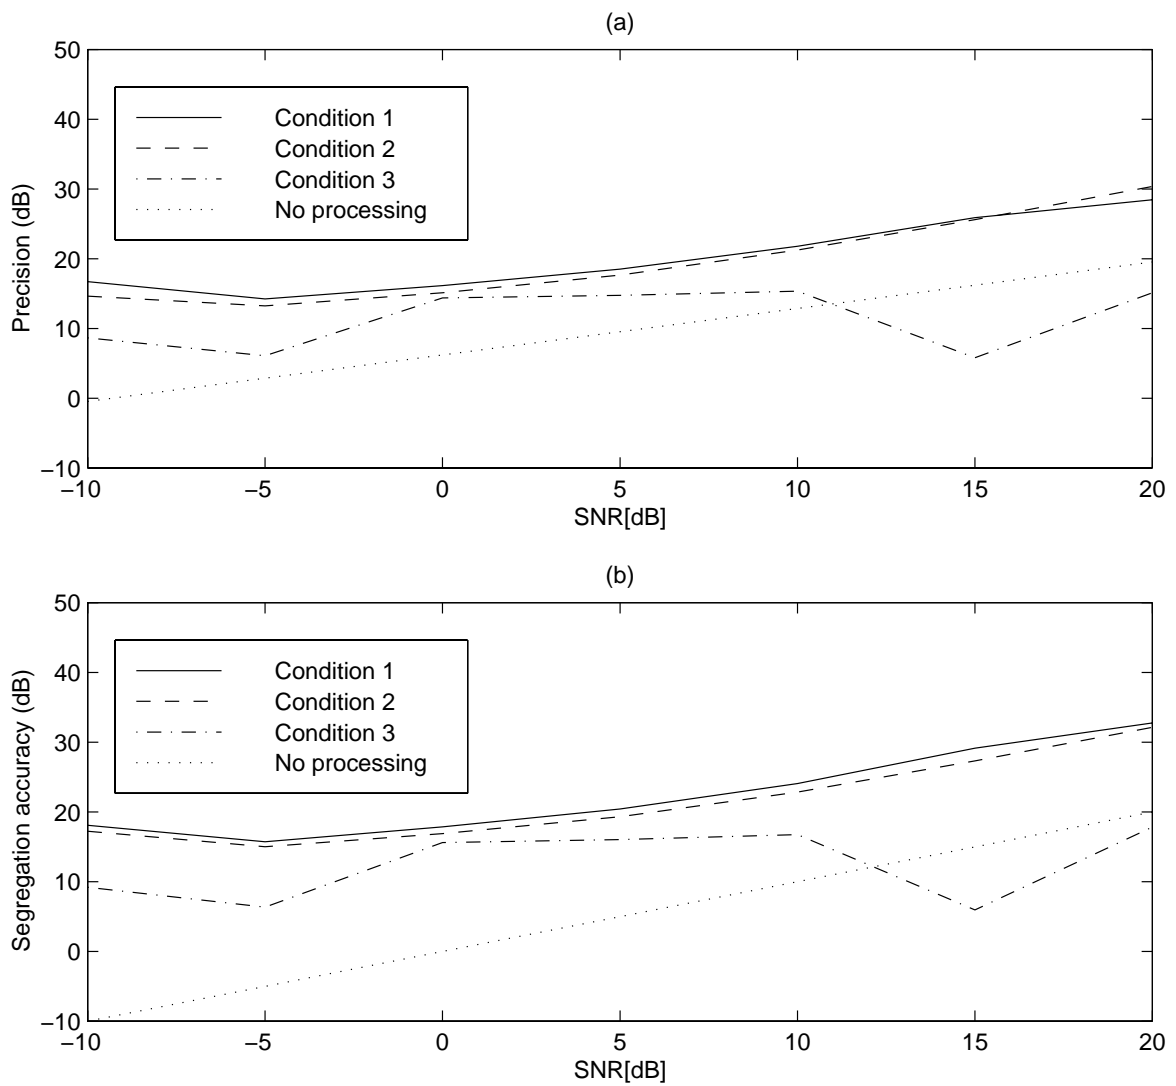 (a)
50
40
30
20
10
0
−10
Precision (dB)
Condition 1
Condition 2
Condition 3
No processing
−10 −5 0 5 10 15 20
SNR[dB]
(b)
50
40
30
20
10
0
−10
Segregation accuracy (dB)
Condition 1
Condition 2
Condition 3
No processing
−10 −5 0 5 10 15 20
SNR[dB]